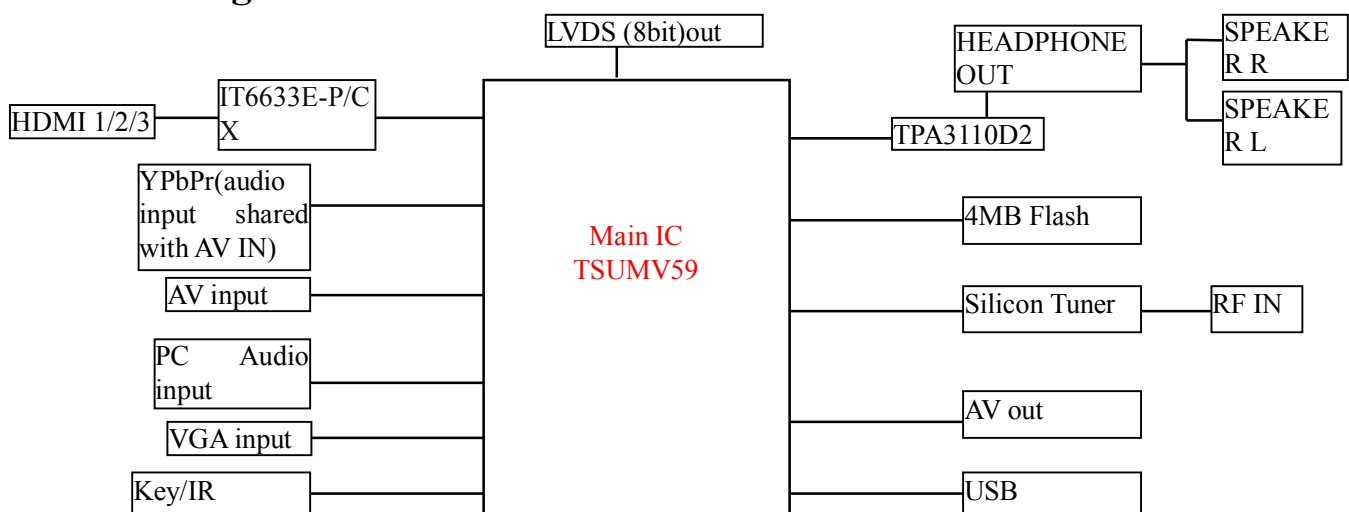 LVDS (8bit)out
HEADPHONE
OUT
SPEAKE
R R
SPEAKE
R L
TPA3110D2
HDMI 1/2/3
IT6633E-P/C
X
YPbPr(audio
input shared
with AV IN)
AV input
PC Audio
input
VGA input
Key/IR
Main IC
TSUMV59
4MB Flash
Silicon Tuner
RF IN
AV out
USB